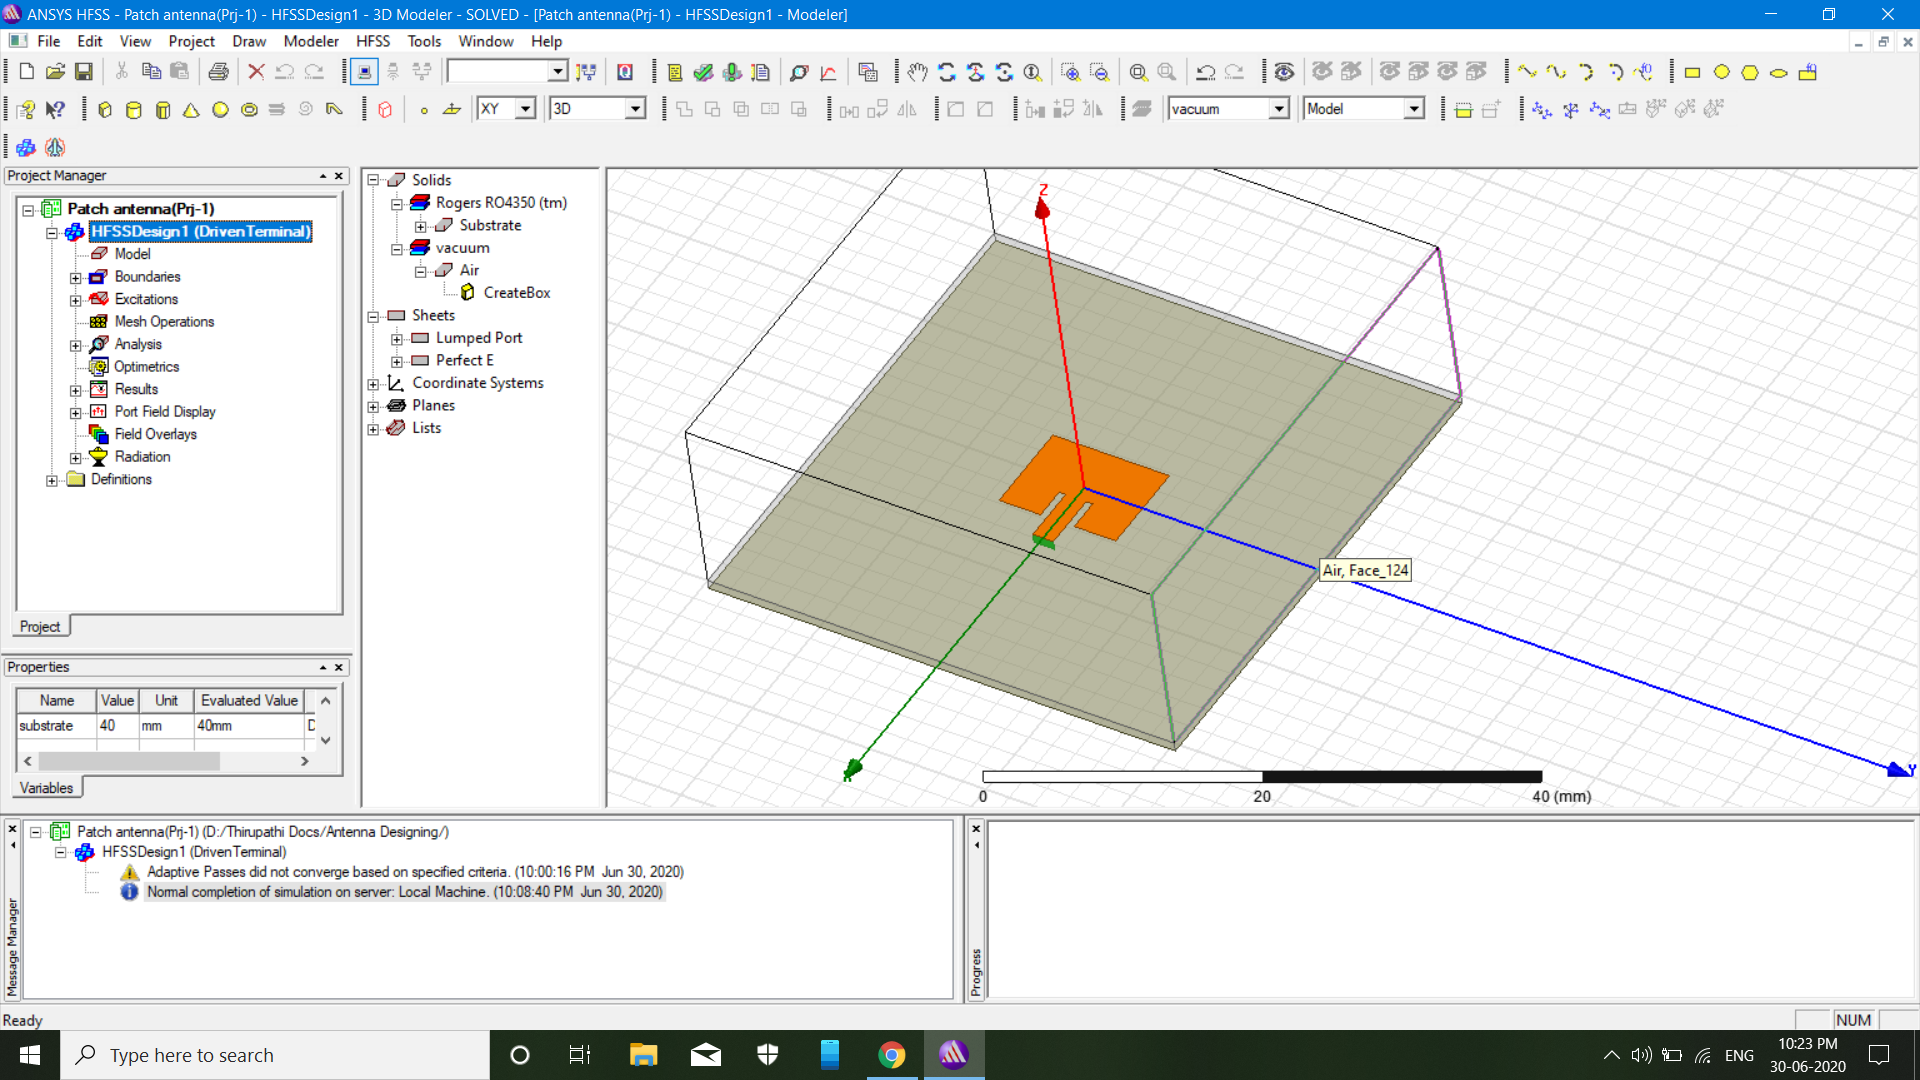 ANSYS HFSS - Patch antenna(Prj-1) - HFSSDesign1 - 3D Modeler - SOLVED - [Patch antenna(Prj-1) - HFSSDesign1 - Modeler]
File Edit View Project Draw Modeler HFSS Tools Window Help
XY 3D vacuum Model
Project Manager
Patch antenna(Prj-1)
HFSSDesign1 (DrivenTerminal)
Model
Boundaries
Excitations
Mesh Operations
Analysis
Optimetrics
Results
Port Field Display
Field Overlays
Radiation
Definitions
Project
Solids
Rogers RO4350 (tm)
Substrate
vacuum
Air
CreateBox
Sheets
Lumped Port
Perfect E
Coordinate Systems
Planes
Lists
Z
Air, Face_124
Y
0 20 40 (mm)
Properties
Name Value Unit Evaluated Value
substrate 40 mm 40mm D
Variables
Patch antenna(Prj-1) (D:/Thirupathi Docs/Antenna Designing/)
HFSSDesign1 (DrivenTerminal)
Adaptive Passes did not converge based on specified criteria. (10:00:16 PM Jun 30, 2020)
Normal completion of simulation on server: Local Machine. (10:08:40 PM Jun 30, 2020)
Message Manager
Progress
Ready
NUM
Type here to search
ENG
10:23 PM
30-06-2020